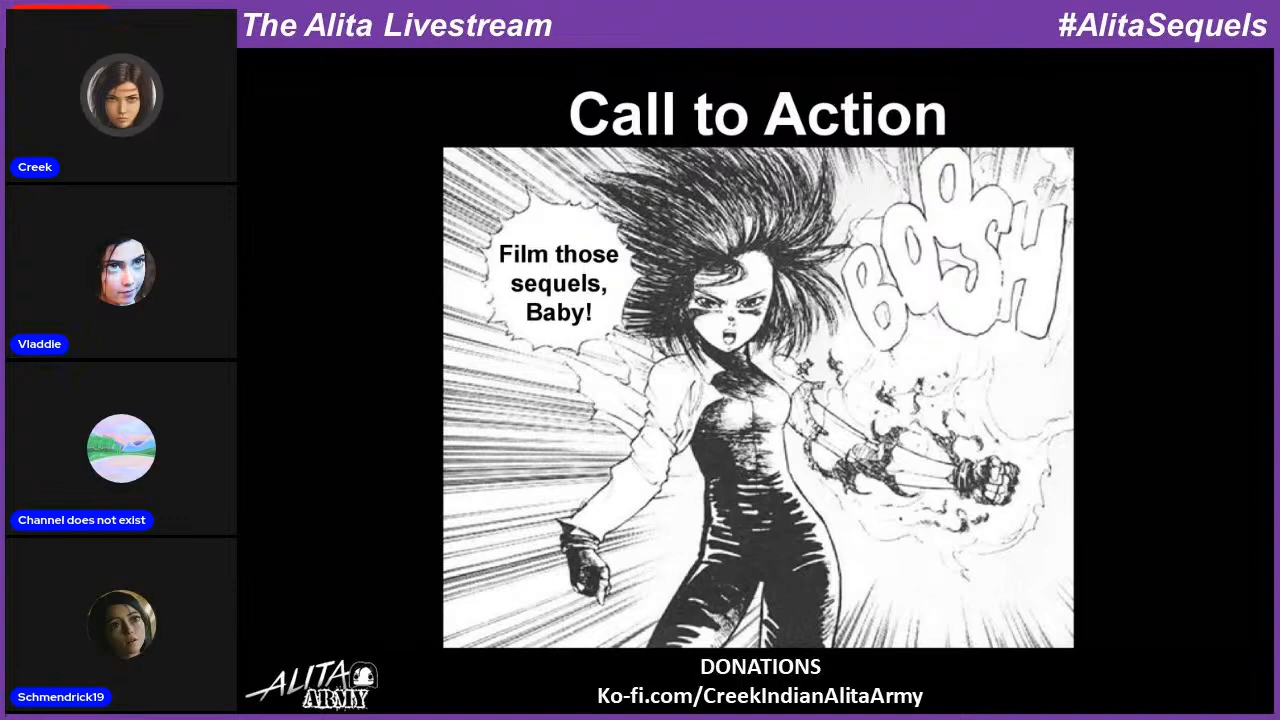 The Alita Livestream
#AlitaSequels
Creek
Vladdie
Channel does not exist
Schmendrick19
Call to Action
Film those
sequels,
Baby!
BOOOSH
ALITA
ARMY
DONATIONS
Ko-fi.com/CreekIndianAlitaArmy